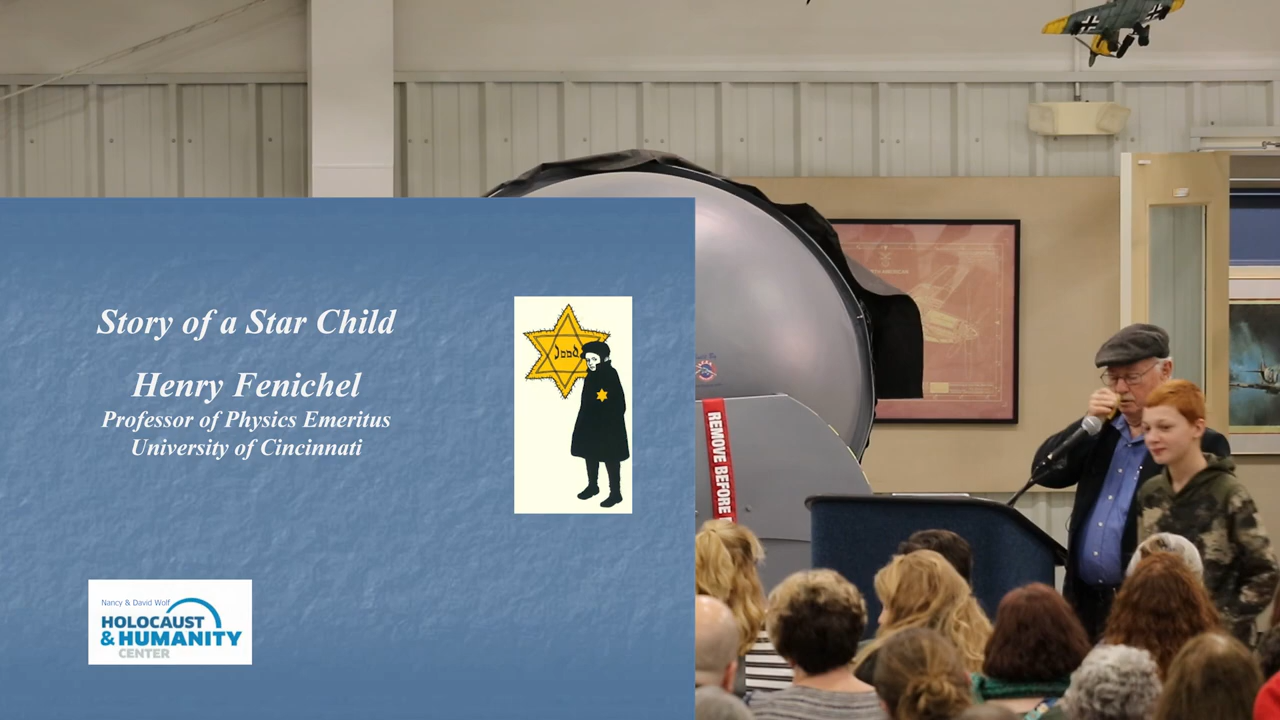 Story of a Star Child
Henry Fenichel
Professor of Physics Emeritus
University of Cincinnati
Jood
Nancy & David Wolf
HOLOCAUST
& HUMANITY
CENTER
REMOVE BEFORE
AMERICAN